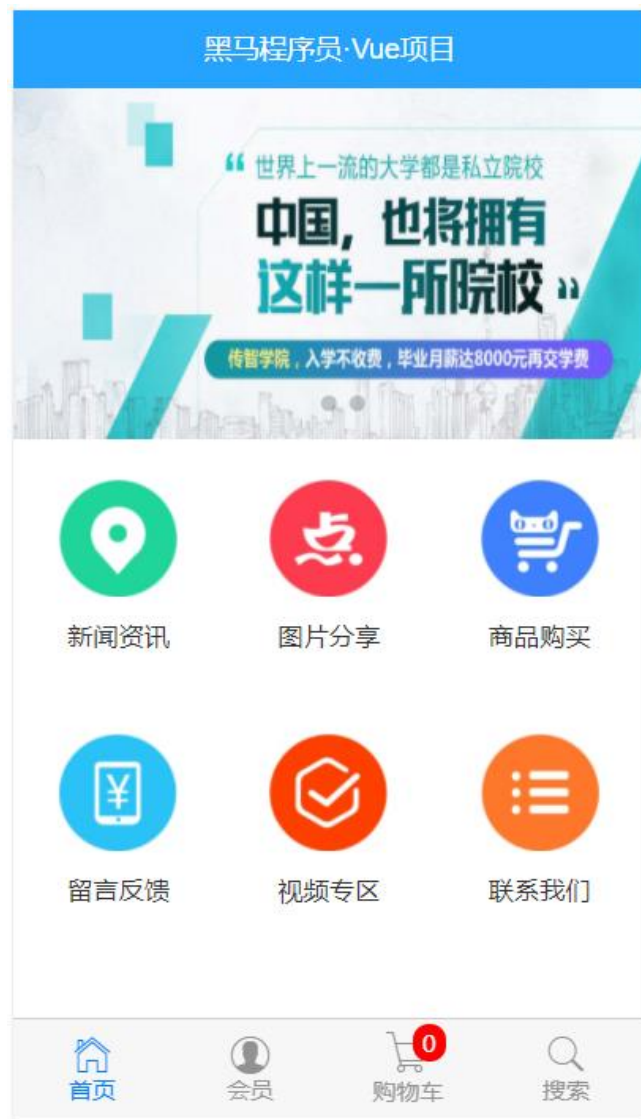 黑马程序员·Vue项目
“ 世界上一流的大学都是私立院校
中国，也将拥有
这样一所院校 ”
传智学院，入学不收费，毕业月薪达8000元再交学费
点
新闻资讯 图片分享 商品购买
¥
留言反馈 视频专区 联系我们
0
首页 会员 购物车 搜索